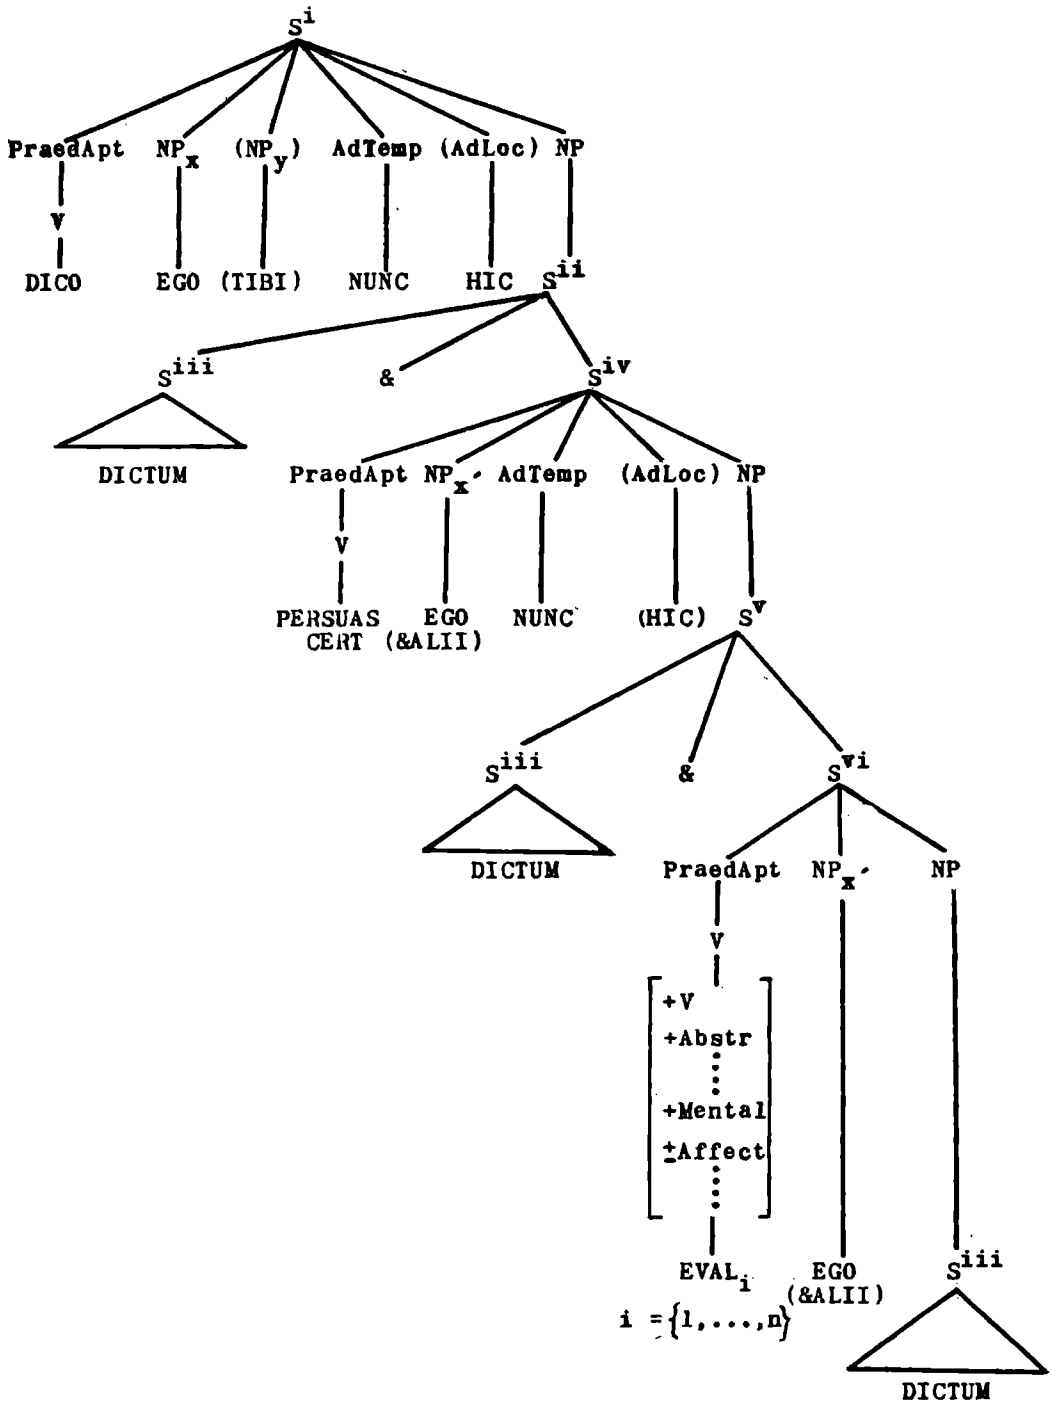 S^i
PraedApt NP_x (NP_y) AdTemp (AdLoc) NP
V
DICO EGO (TIBI) NUNC HIC S^ii
S^iii & S^iv
DICTUM
PraedApt NP_x' AdTemp (AdLoc) NP
V
PERSUAS EGO NUNC (HIC) S^v
CERT (&ALII)
S^iii & S^vi
DICTUM
PraedApt NP_x' NP
V
+V
+Abstr
+Mental
±Affect
EVAL_i EGO S^iii
(&ALII)
i = {1,...,n}
DICTUM